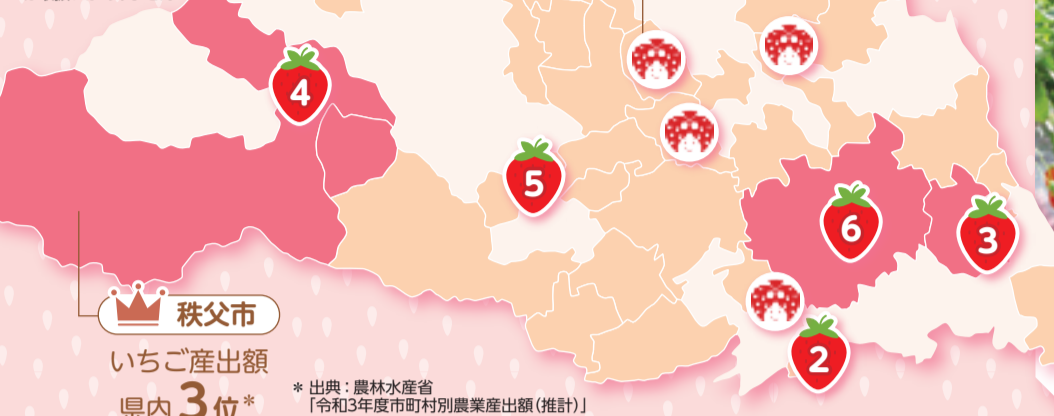 4
5
6
3
2
秩父市
いちご産出額
県内3位*
* 出典：農林水産省
「令和3年度市町村別農業産出額（推計）」